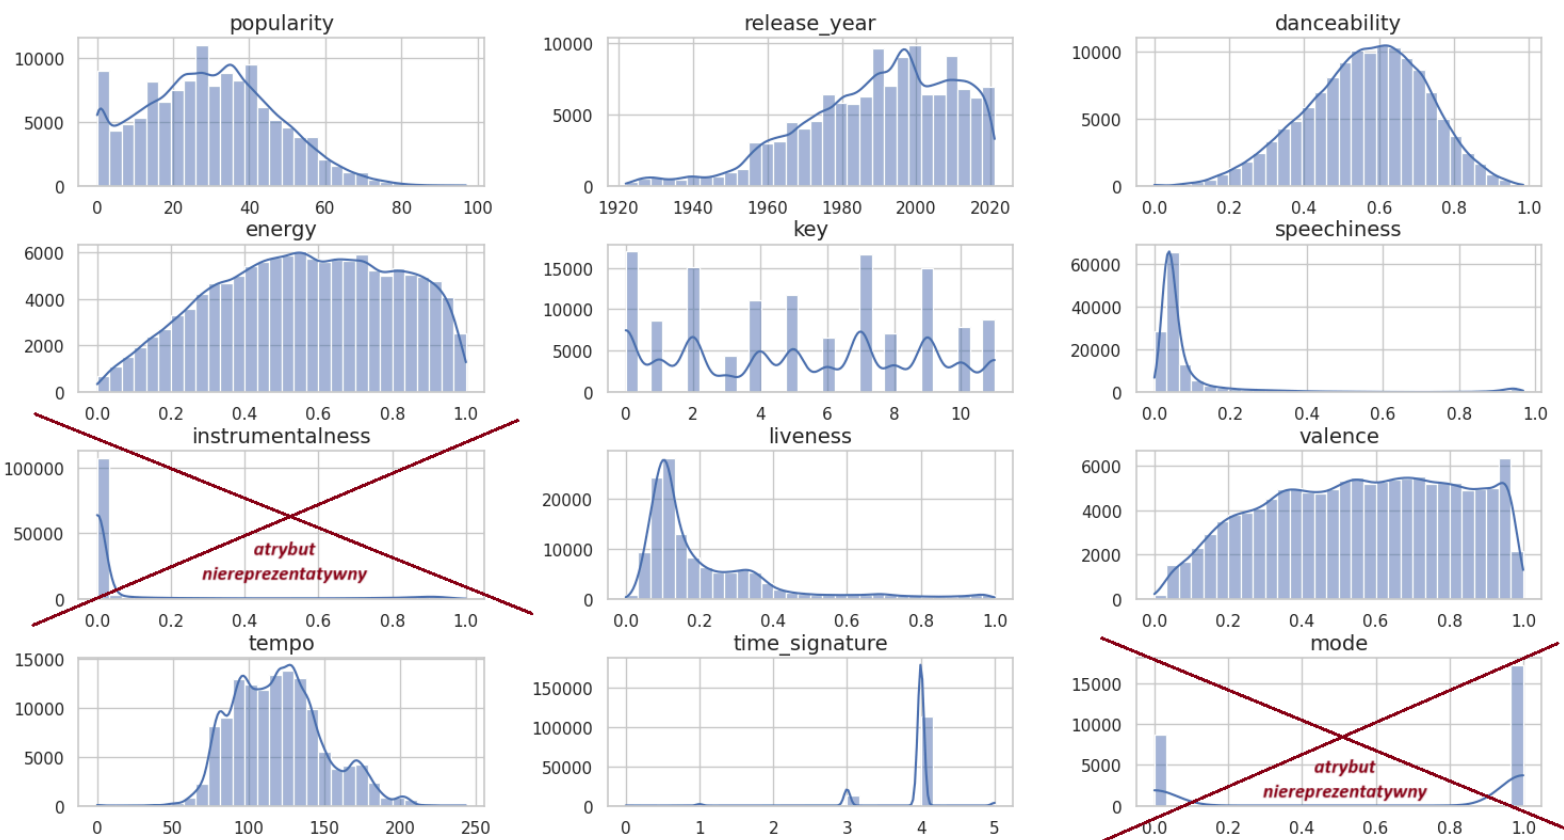 popularity
10000
5000
0
0 20 40 60 80 100
release_year
10000
5000
0
1920 1940 1960 1980 2000 2020
danceability
10000
5000
0
0.0 0.2 0.4 0.6 0.8 1.0
energy
6000
4000
2000
0
0.0 0.2 0.4 0.6 0.8 1.0
key
15000
10000
5000
0
0 2 4 6 8 10
speechiness
60000
40000
20000
0
0.0 0.2 0.4 0.6 0.8 1.0
instrumentalness
100000
50000
0
atrybut
niereprezentatywny
0.0 0.2 0.4 0.6 0.8 1.0
liveness
20000
10000
0
0.0 0.2 0.4 0.6 0.8 1.0
valence
6000
4000
2000
0
0.0 0.2 0.4 0.6 0.8 1.0
tempo
15000
10000
5000
0
0 50 100 150 200 250
time_signature
150000
100000
50000
0
0 1 2 3 4 5
mode
15000
10000
5000
0
atrybut
niereprezentatywny
0.0 0.2 0.4 0.6 0.8 1.0